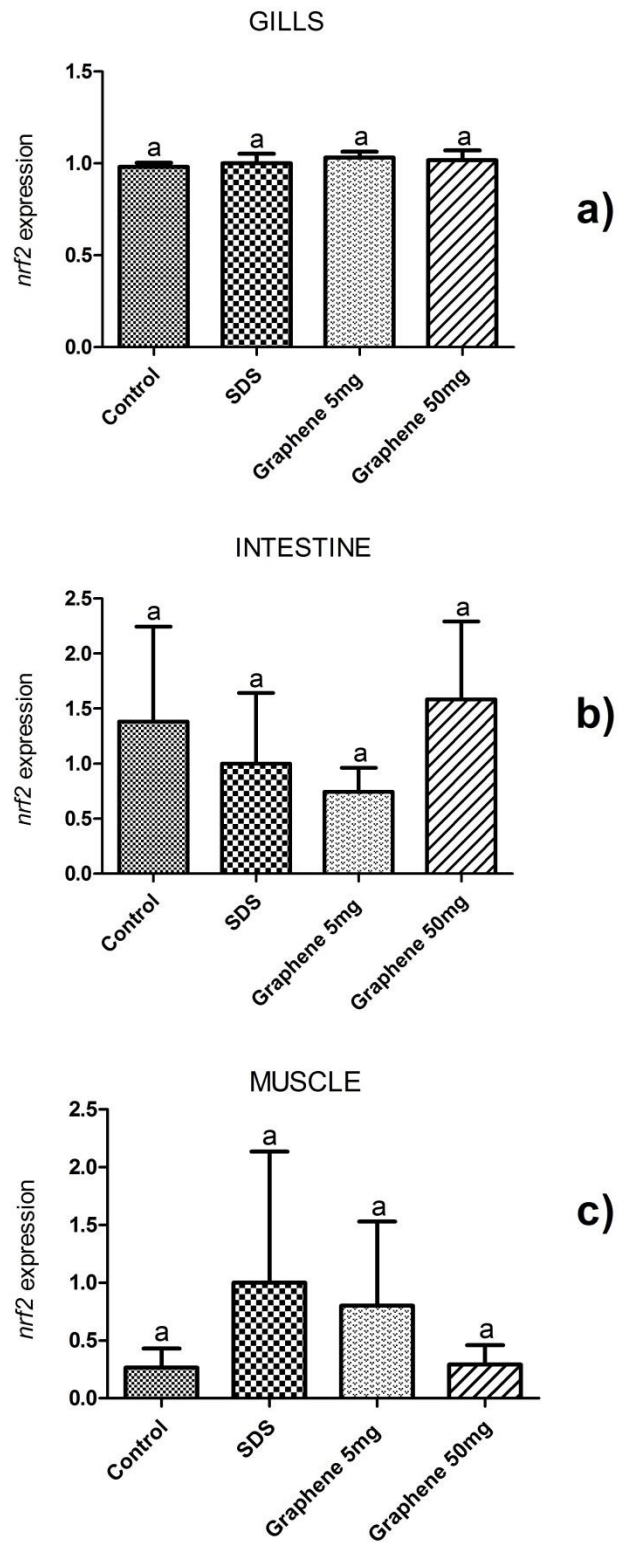 GILLS
nrf2 expression
1.5
1.0
0.5
0.0
a a a a
Control
SDS
Graphene 5mg
Graphene 50mg
a)
INTESTINE
nrf2 expression
2.5
2.0
1.5
1.0
0.5
0.0
a a a a
Control
SDS
Graphene 5mg
Graphene 50mg
b)
MUSCLE
nrf2 expression
2.5
2.0
1.5
1.0
0.5
0.0
a a a a
Control
SDS
Graphene 5mg
Graphene 50mg
c)